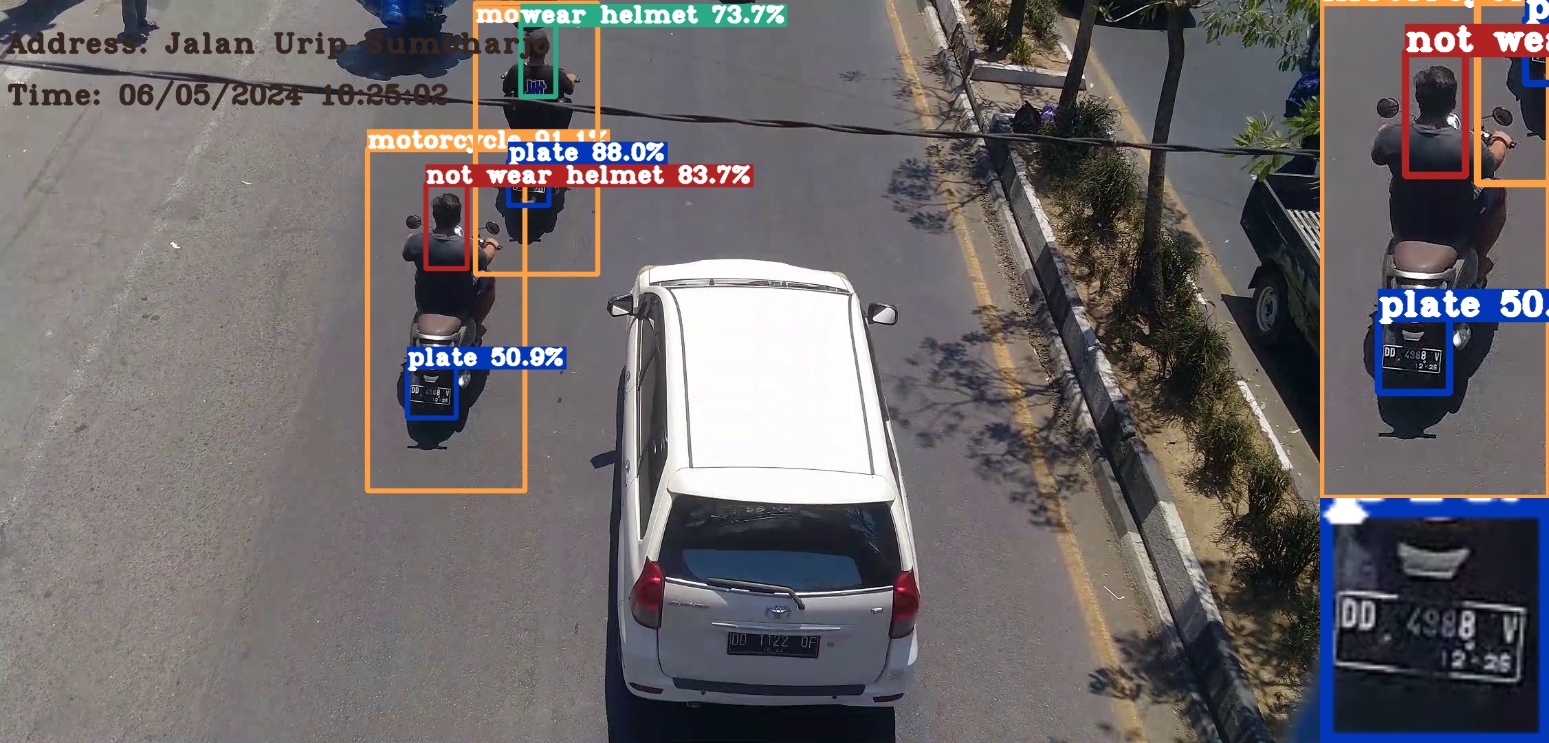 mowear helmet 73.7%
Address: Jalan Urip Sumoharjo
Time: 06/05/2024 10:25:02
motorcycle 91.1%
plate 88.0%
not wear helmet 83.7%
plate 50.9%
DD 4988 V
12·26
DD 1122 OF
not wea
plate 50.
DD 4988 V
12·26